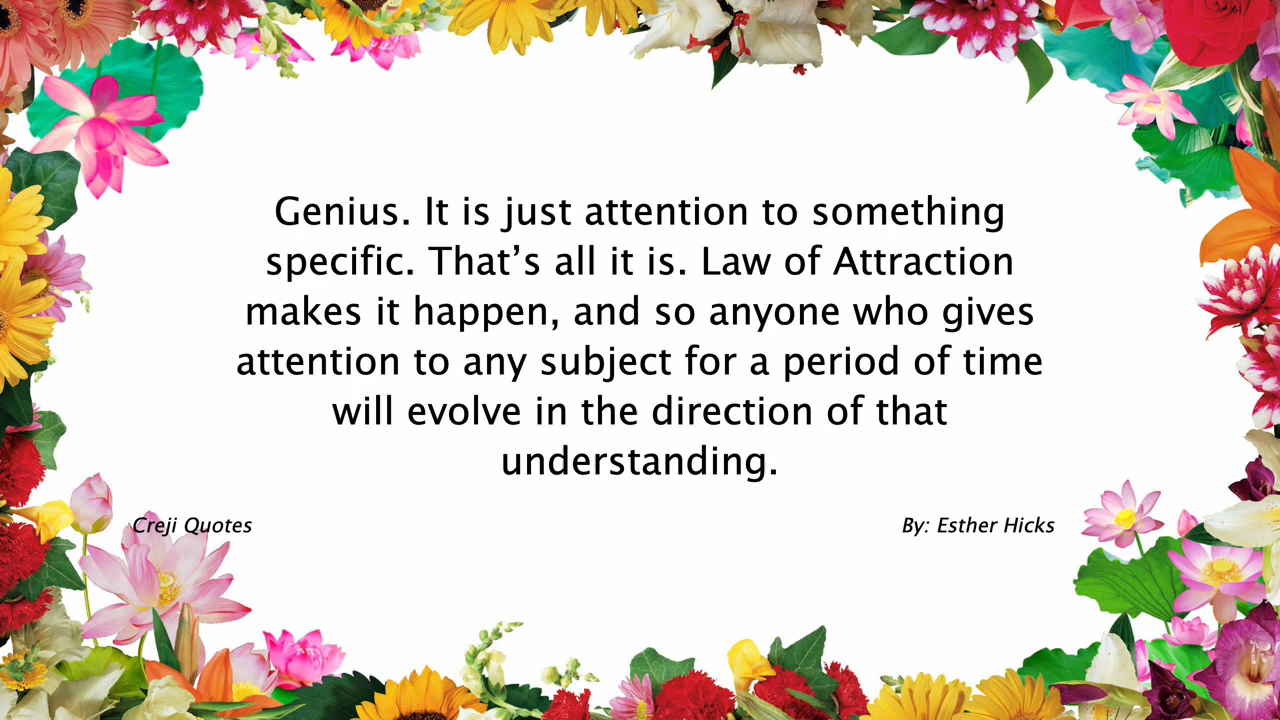 Genius. It is just attention to something
specific. That’s all it is. Law of Attraction
makes it happen, and so anyone who gives
attention to any subject for a period of time
will evolve in the direction of that
understanding.
Creji Quotes
By: Esther Hicks